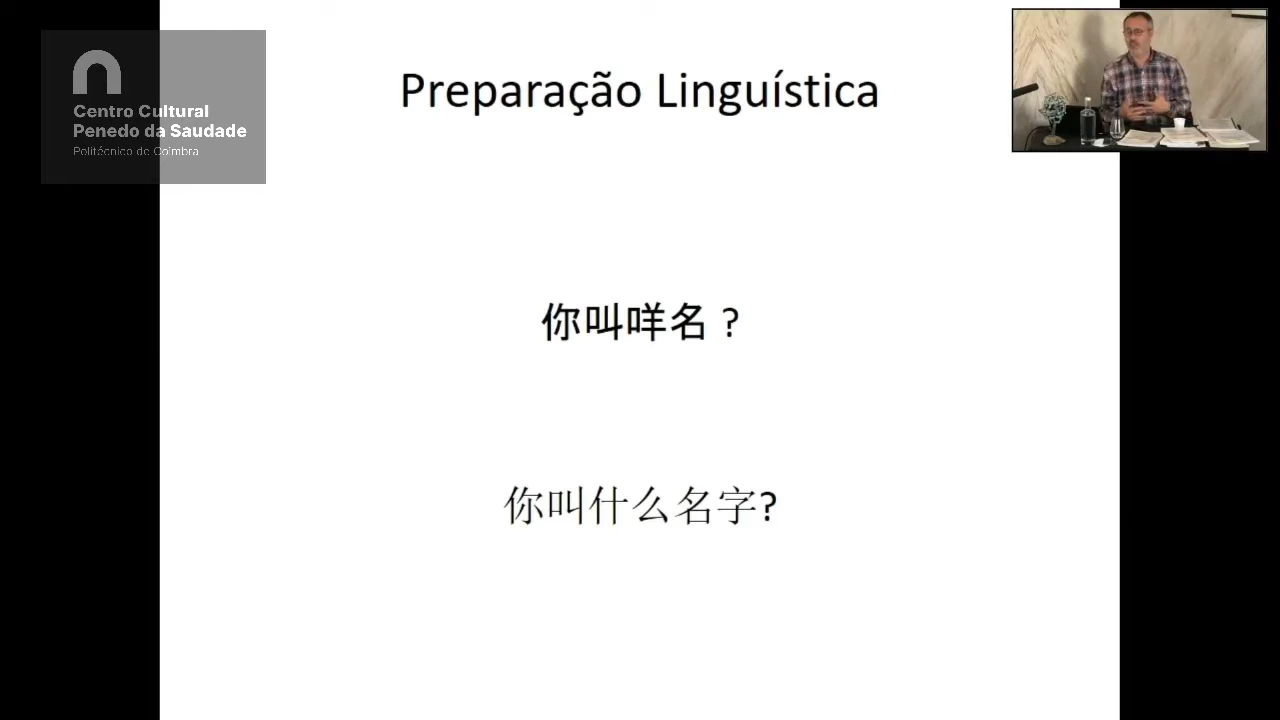 Centro Cultural
Penedo da Saudade
Politécnico de Coimbra
Preparação Linguística
你叫咩名？
你叫什么名字?